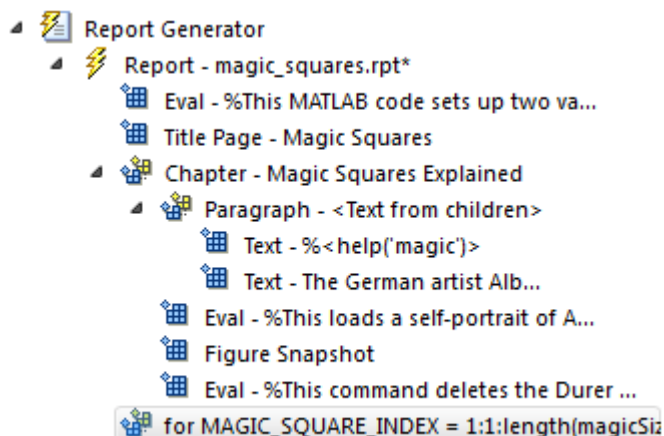 Report Generator
Report - magic_squares.rpt*
Eval - %This MATLAB code sets up two va...
Title Page - Magic Squares
Chapter - Magic Squares Explained
Paragraph - <Text from children>
Text - %<help('magic')>
Text - The German artist Alb...
Eval - %This loads a self-portrait of A...
Figure Snapshot
Eval - %This command deletes the Durer ...
for MAGIC_SQUARE_INDEX = 1:1:length(magicSiz